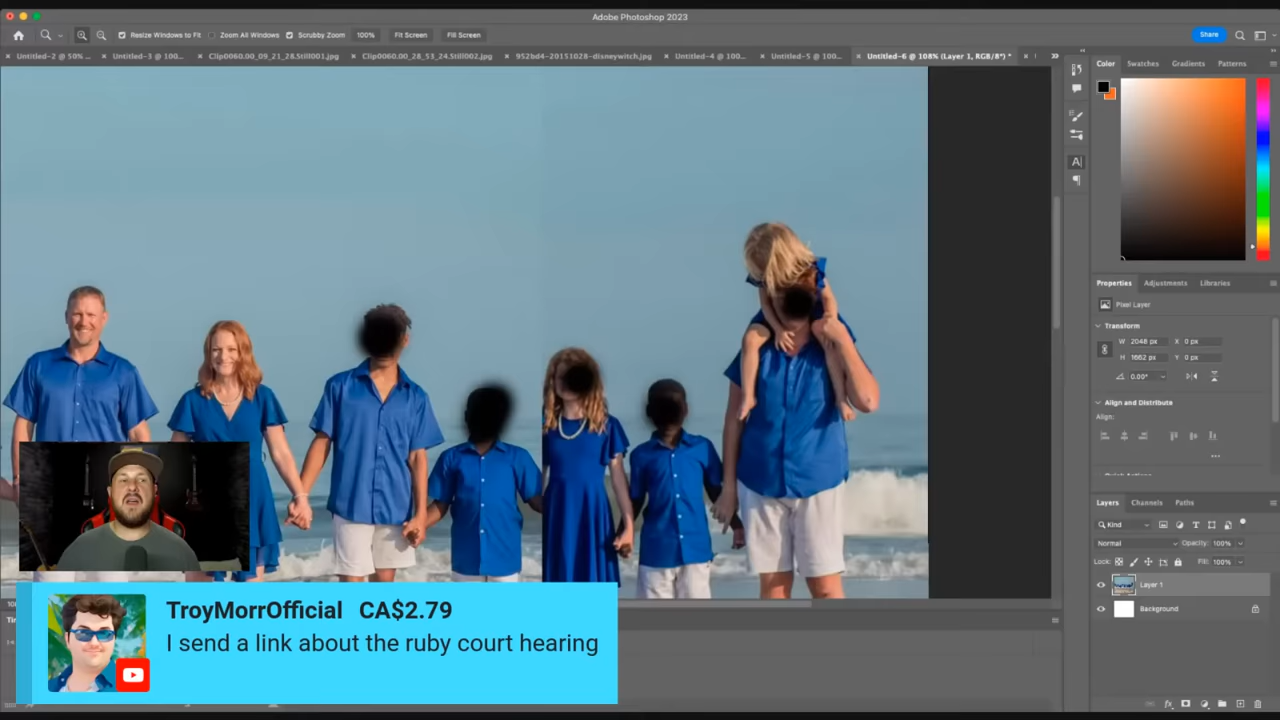 Adobe Photoshop 2023
Resize Windows to Fit Zoom All Windows Scrubby Zoom 100% Fit Screen Fill Screen Share
Untitled-2 @ 50% ... Untitled-3 @ 100... Clip0060.00_09_21_28.Still001.jpg Clip0060.00_28_53_24.Still002.jpg 952bd4-20151028-disneywitch.jpg Untitled-4 @ 100... Untitled-5 @ 100... Untitled-6 @ 108% (Layer 1, RGB/8*) *
Color Swatches Gradients Patterns
Properties Adjustments Libraries
Pixel Layer
Transform
W 2048 px X 0 px
H 1662 px Y 0 px
0.00°
Align and Distribute
Align:
...
Layers Channels Paths
Kind
Normal Opacity: 100%
Lock: Fill: 100%
Layer 1
Background
TroyMorrOfficial CA$2.79
I send a link about the ruby court hearing